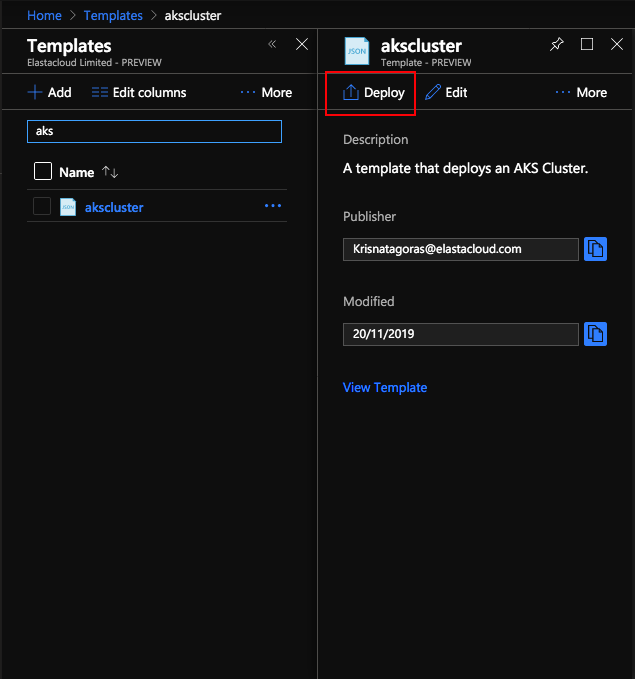 Home > Templates > akscluster
Templates
Elastacloud Limited - PREVIEW
Add
Edit columns
More
aks
Name
JSON
akscluster
JSON
akscluster
Template - PREVIEW
Deploy
Edit
More
Description
A template that deploys an AKS Cluster.
Publisher
Krisnatagoras@elastacloud.com
Modified
20/11/2019
View Template